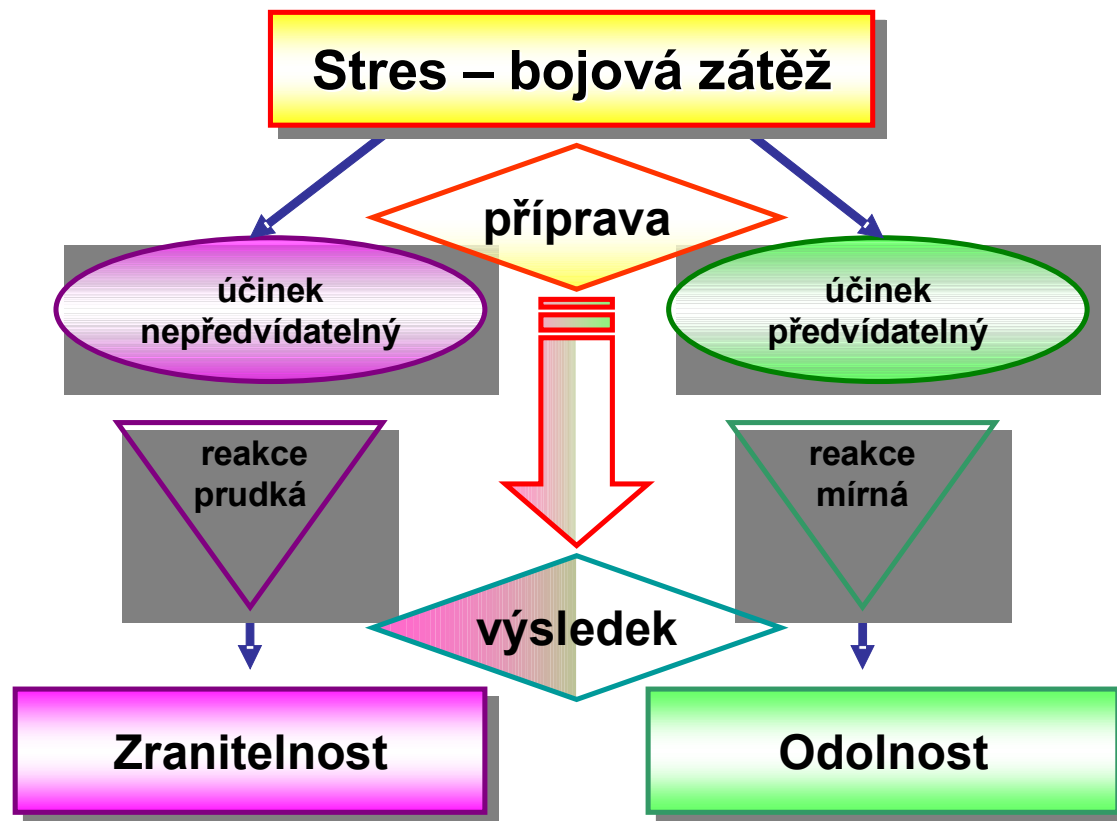 Stres – bojová zátěž
příprava
účinek
nepředvídatelný
účinek
předvídatelný
reakce
prudká
reakce
mírná
výsledek
Zranitelnost
Odolnost